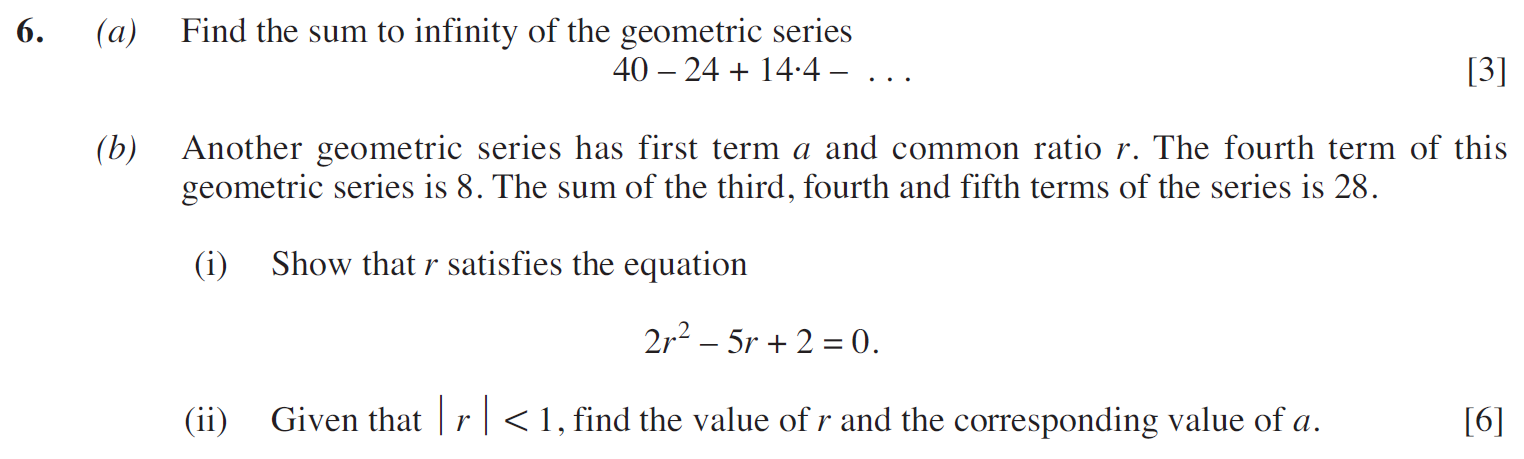 6. (a) Find the sum to infinity of the geometric series
40 – 24 + 14·4 – . . . [3]
(b) Another geometric series has first term a and common ratio r. The fourth term of this
geometric series is 8. The sum of the third, fourth and fifth terms of the series is 28.
(i) Show that r satisfies the equation
2r² – 5r + 2 = 0.
(ii) Given that |r| < 1, find the value of r and the corresponding value of a. [6]